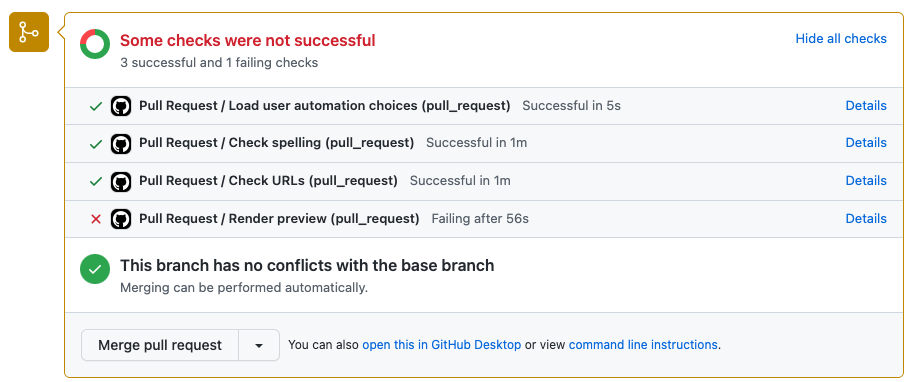 Some checks were not successful
Hide all checks
3 successful and 1 failing checks
Pull Request / Load user automation choices (pull_request) Successful in 5s Details
Pull Request / Check spelling (pull_request) Successful in 1m Details
Pull Request / Check URLs (pull_request) Successful in 1m Details
Pull Request / Render preview (pull_request) Failing after 56s Details
This branch has no conflicts with the base branch
Merging can be performed automatically.
Merge pull request You can also open this in GitHub Desktop or view command line instructions.